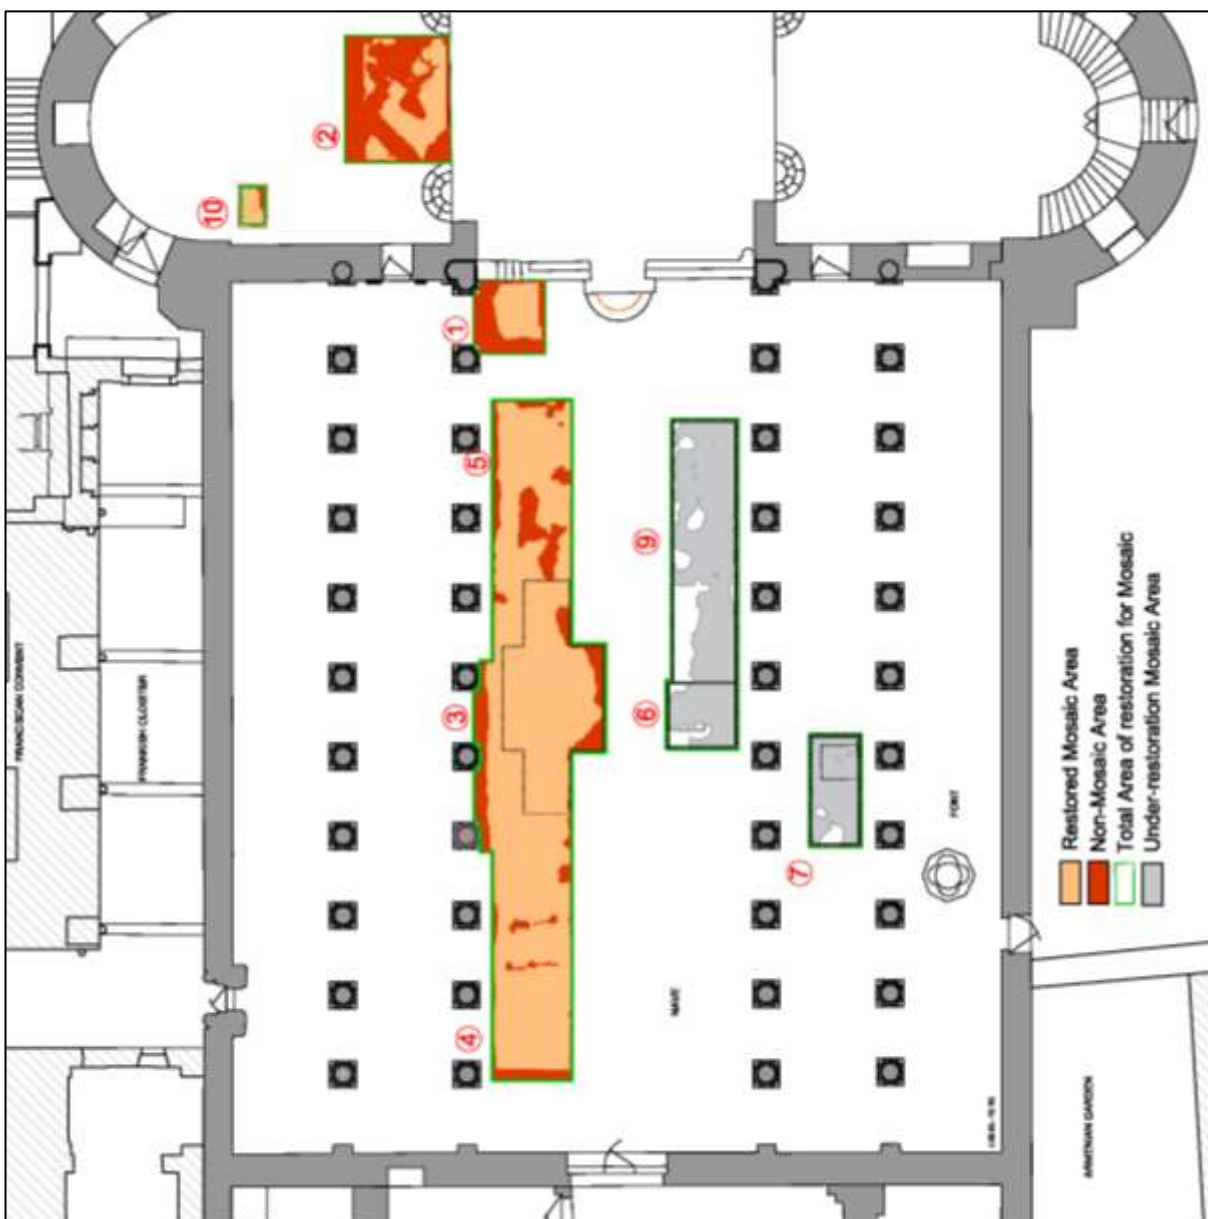 ②
⑩
①
⑤
⑨
③
⑥
⑦
④
FRANCISCAN CONVENT
FRANKISH CLOISTER
NAVE
FONT
ARMENIAN GARDEN
Restored Mosaic Area
Non-Mosaic Area
Total Area of restoration for Mosaic
Under-restoration Mosaic Area